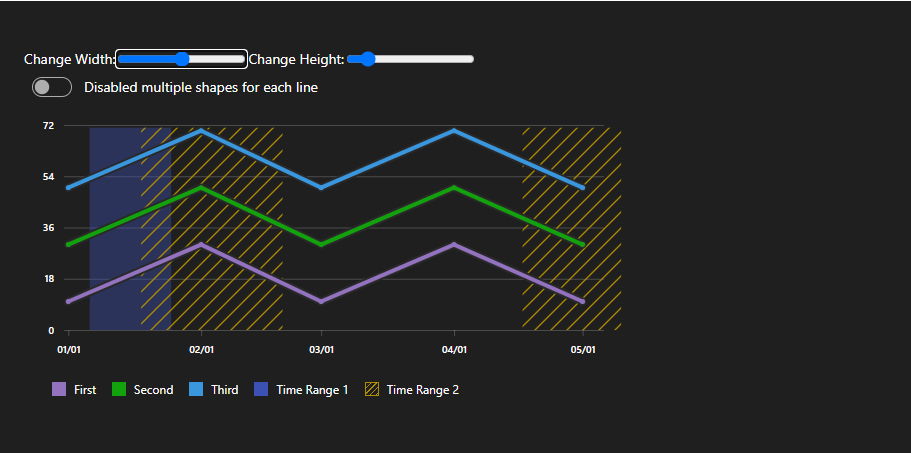 Change Width: Change Height:
Disabled multiple shapes for each line
72
54
36
18
0
01/01 02/01 03/01 04/01 05/01
First Second Third Time Range 1 Time Range 2